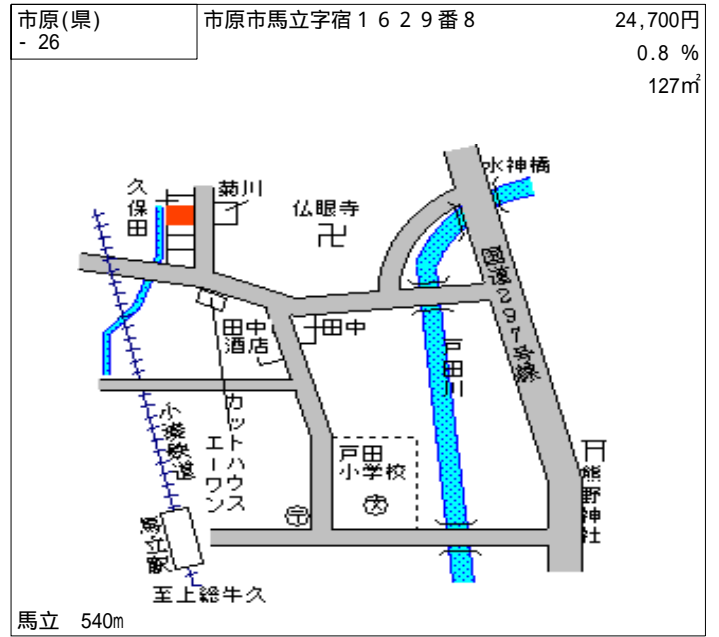 市原(県)
- 26
市原市馬立字宿１６２９番８
24,700円
0.8 %
127㎡
水神橋
久保田
菊川
仏眼寺
卍
国道297号線
田中酒店
田中
戸田川
カットハウス
エーワン
小湊鉄道
戸田
小学校
文
熊野神社
馬立駅
至上総牛久
馬立 540m